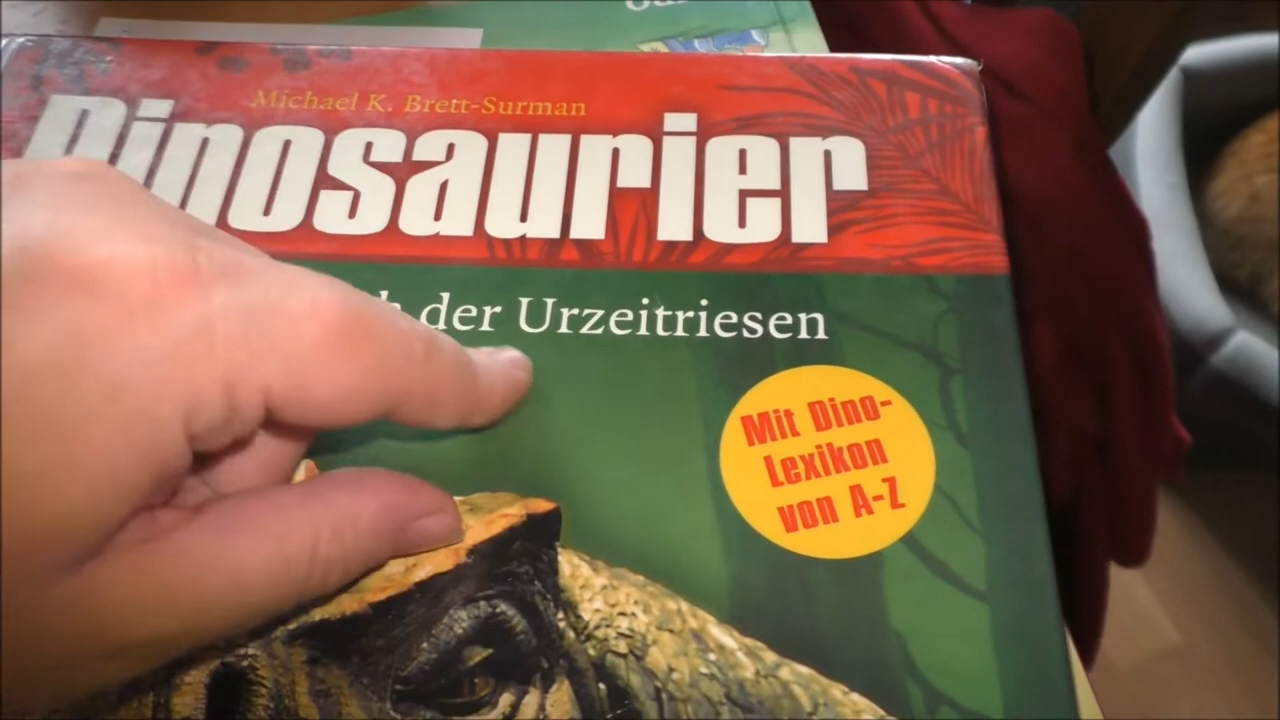 Michael K. Brett-Surman
Dinosaurier
der Urzeitriesen
Mit Dino-
Lexikon
von A-Z